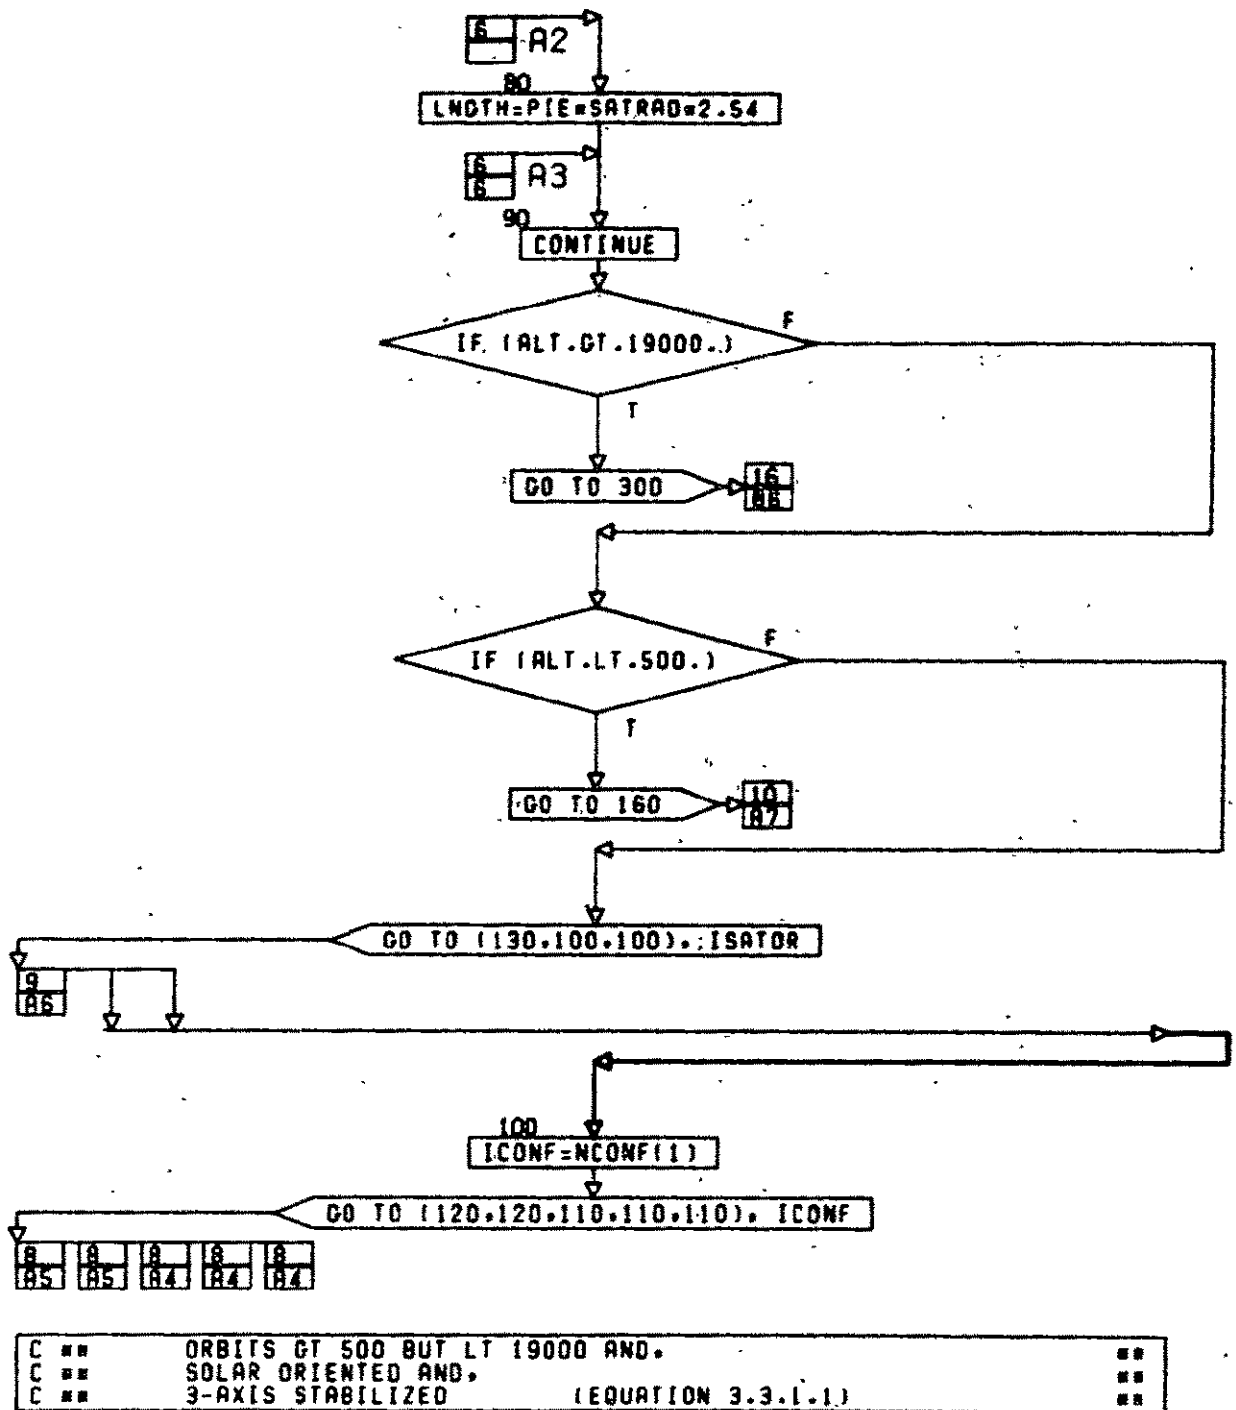 6 A2
80
LNGTH=PIE*SATRAD*2.54
6 A3
6
90
CONTINUE
IF (ALT.GT.19000.)
F
T
GO TO 300
16
B6
IF (ALT.LT.500.)
F
T
GO TO 160
10
A7
GO TO (130,100,100), ISATOR
9
A6
100
ICONF=NCONF(1)
GO TO (120,120,110,110,110), ICONF
8 8 8 8 8
A5 A5 A4 A4 A4
C ** ORBITS GT 500 BUT LT 19000 AND, **
C ** SOLAR ORIENTED AND, **
C ** 3-AXIS STABILIZED (EQUATION 3.3.1.1) **